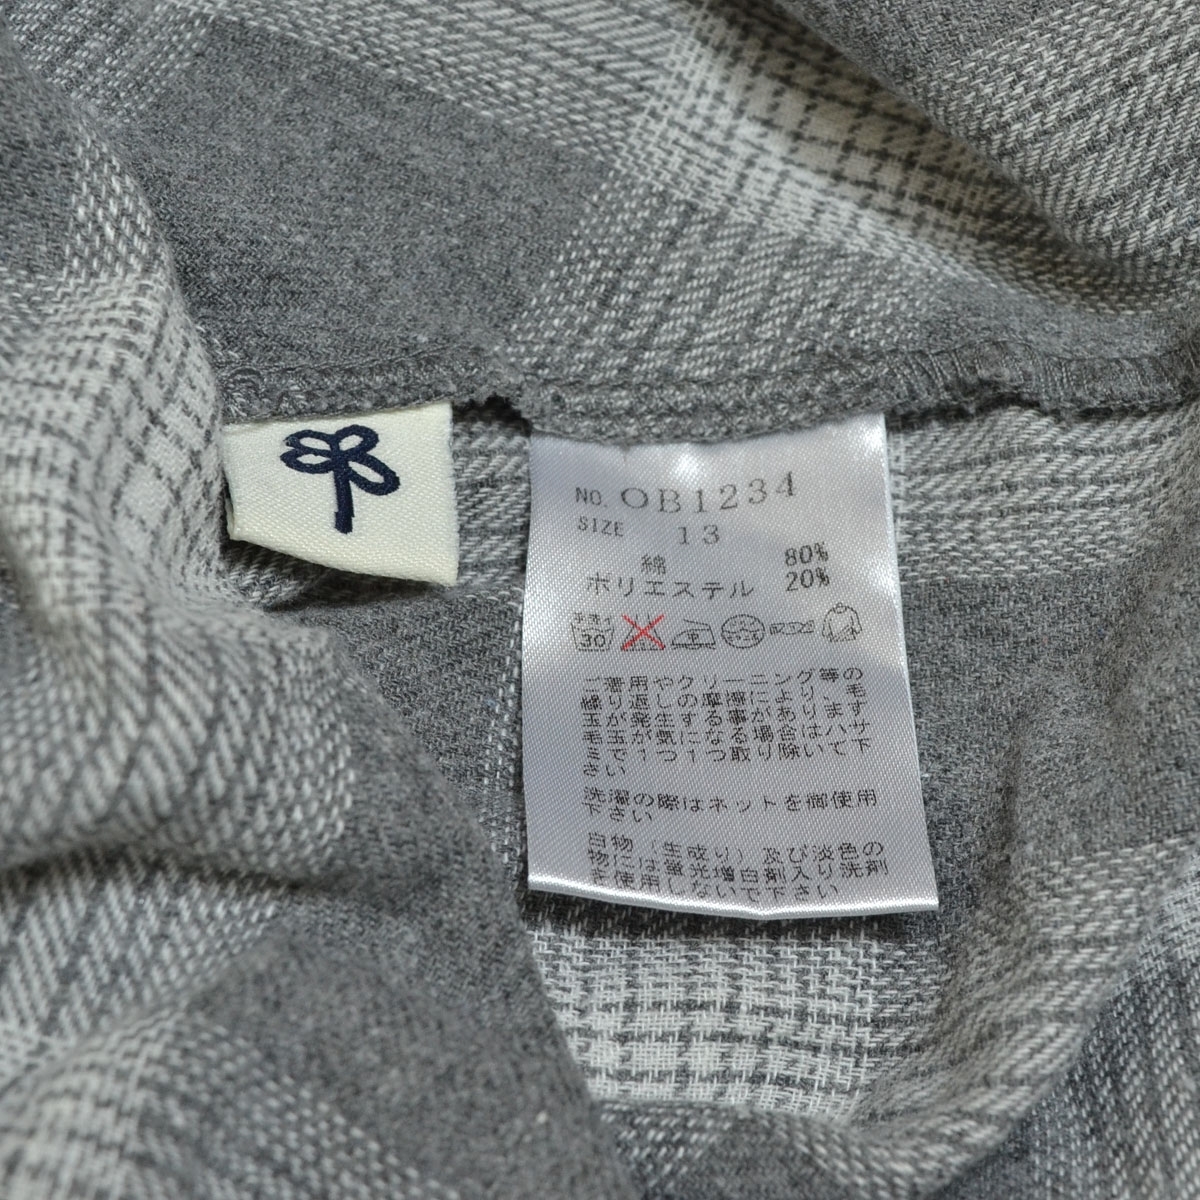 NO. OB1234
SIZE 13
綿 80%
ポリエステル 20%
手洗イ
30
中
ご着用やクリーニング等の
繰り返しの摩擦により、毛
玉が発生する事があります
毛玉が気になる場合はハサ
ミで1つ1つ取り除いて下
さい
洗濯の際はネットを御使用
下さい
白物（生成り）及び淡色の
物には蛍光増白剤入り洗剤
を使用しないで下さい